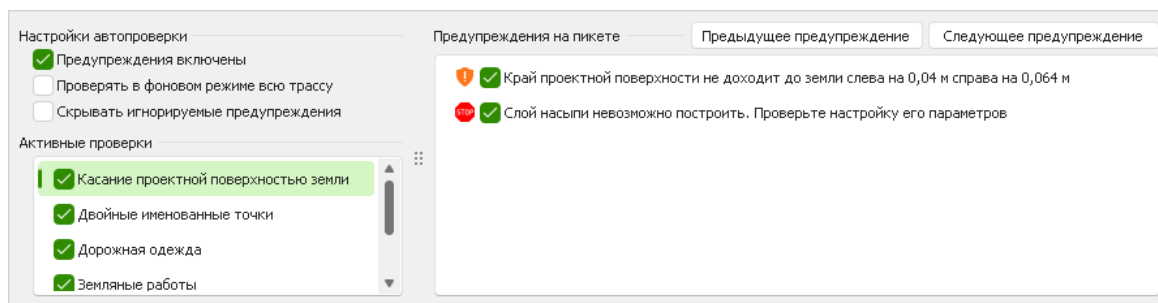 Настройки автопроверки
Предупреждения включены
Проверять в фоновом режиме всю трассу
Скрывать игнорируемые предупреждения
Активные проверки
Касание проектной поверхностью земли
Двойные именованные точки
Дорожная одежда
Земляные работы
Предупреждения на пикете
Предыдущее предупреждение
Следующее предупреждение
Край проектной поверхности не доходит до земли слева на 0,04 м справа на 0,064 м
STOP Слой насыпи невозможно построить. Проверьте настройку его параметров